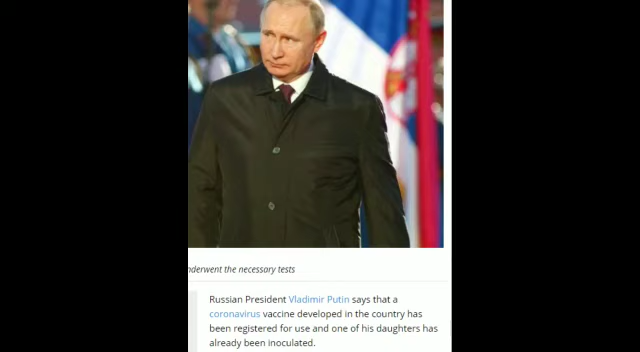 nderwent the necessary tests
Russian President Vladimir Putin says that a
coronavirus vaccine developed in the country has
been registered for use and one of his daughters has
already been inoculated.